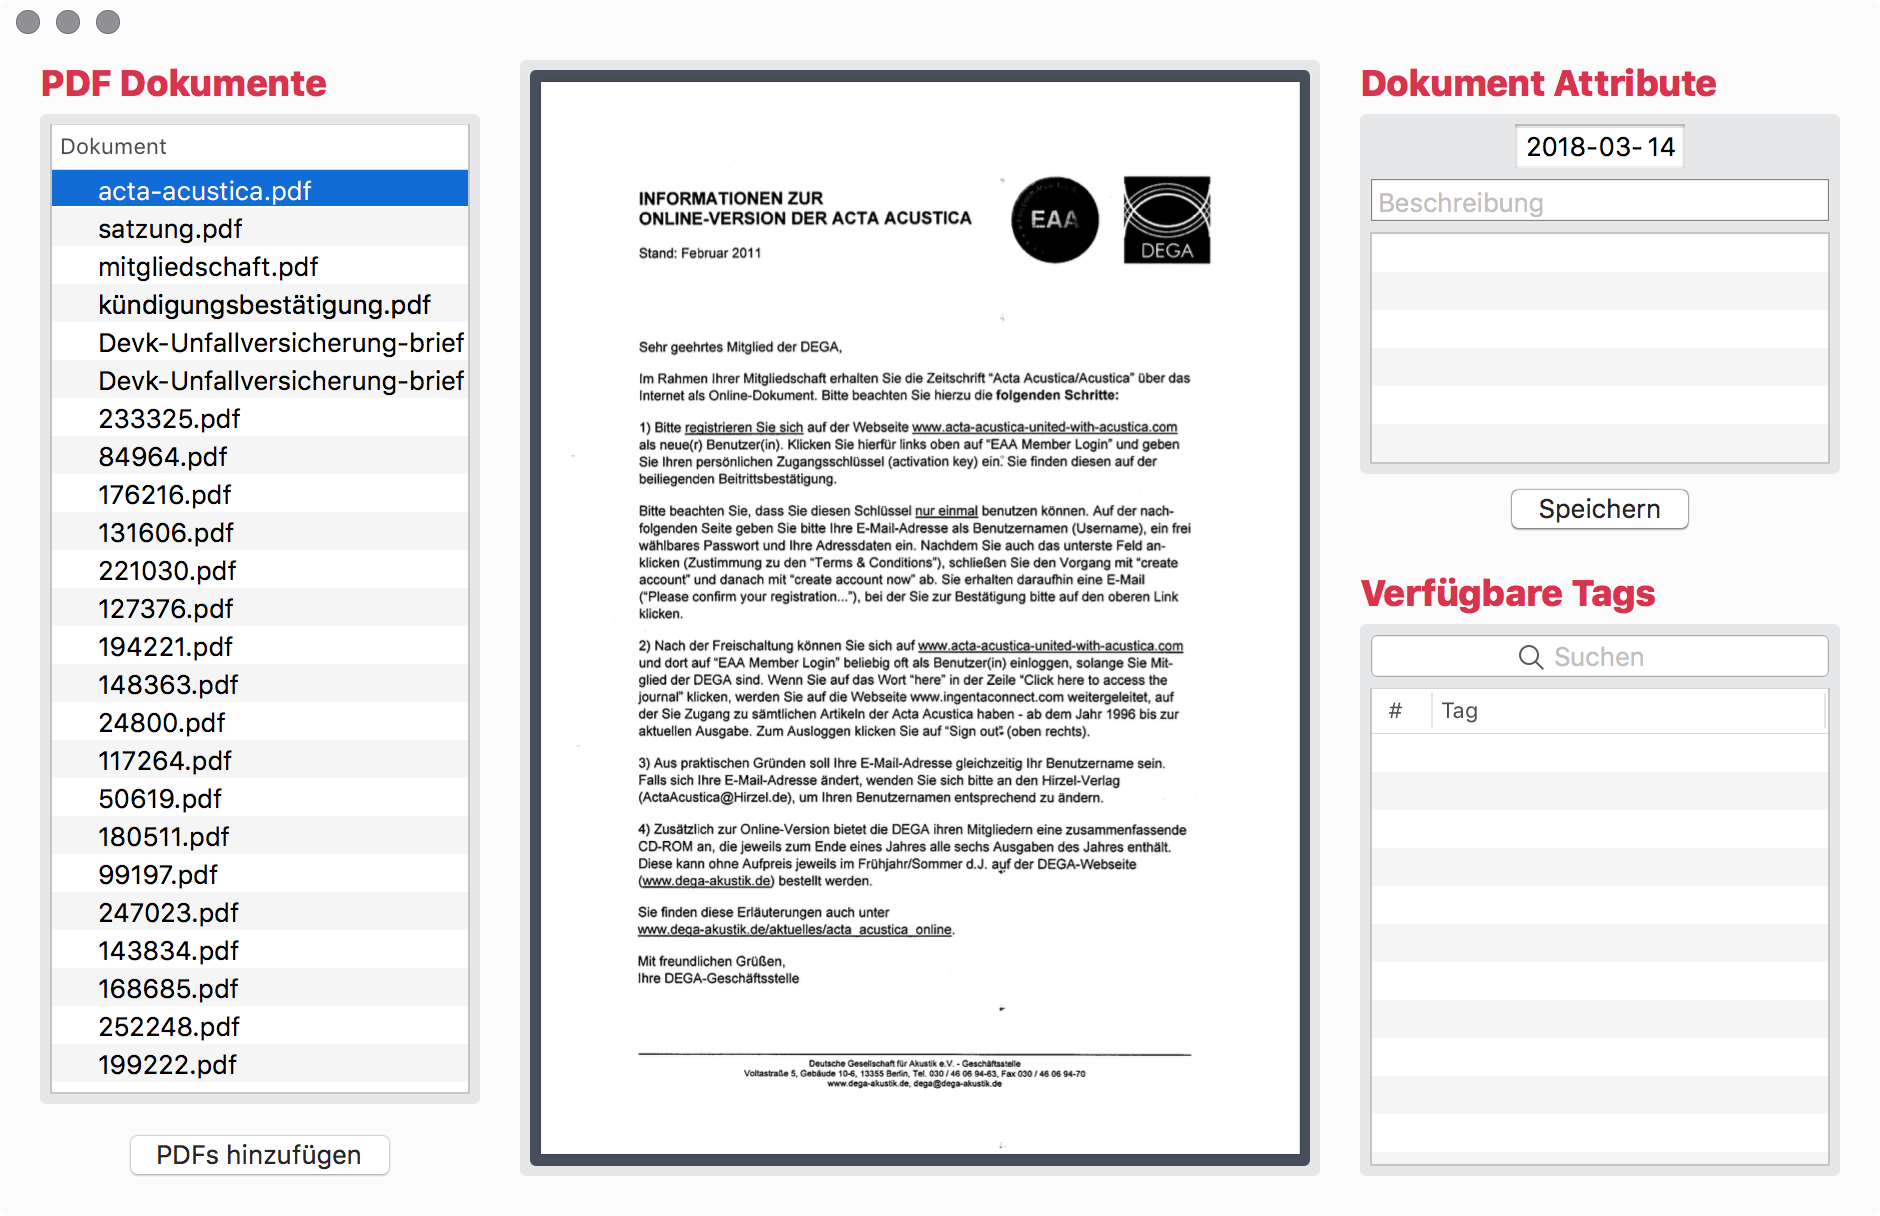 PDF Dokumente
Dokument
acta-acustica.pdf
satzung.pdf
mitgliedschaft.pdf
kündigungsbestätigung.pdf
Devk-Unfallversicherung-brief
Devk-Unfallversicherung-brief
233325.pdf
84964.pdf
176216.pdf
131606.pdf
221030.pdf
127376.pdf
194221.pdf
148363.pdf
24800.pdf
117264.pdf
50619.pdf
180511.pdf
99197.pdf
247023.pdf
143834.pdf
168685.pdf
252248.pdf
199222.pdf
PDFs hinzufügen
INFORMATIONEN ZUR
ONLINE-VERSION DER ACTA ACUSTICA
Stand: Februar 2011
EAA
DEGA
Sehr geehrtes Mitglied der DEGA,
Im Rahmen Ihrer Mitgliedschaft erhalten Sie die Zeitschrift "Acta Acustica/Acustica" über das
Internet als Online-Dokument. Bitte beachten Sie hierzu die folgenden Schritte:
1) Bitte registrieren Sie sich auf der Webseite www.acta-acustica-united-with-acustica.com
als neue(r) Benutzer(in). Klicken Sie hierfür links oben auf "EAA Member Login" und geben
Sie Ihren persönlichen Zugangsschlüssel (activation key) ein. Sie finden diesen auf der
beiliegenden Beitrittsbestätigung.
Bitte beachten Sie, dass Sie diesen Schlüssel nur einmal benutzen können. Auf der nach-
folgenden Seite geben Sie bitte Ihre E-Mail-Adresse als Benutzernamen (Username), ein frei
wählbares Passwort und Ihre Adressdaten ein. Nachdem Sie auch das unterste Feld an-
klicken (Zustimmung zu den "Terms & Conditions"), schließen Sie den Vorgang mit "create
account" und danach mit "create account now" ab. Sie erhalten daraufhin eine E-Mail
("Please confirm your registration..."), bei der Sie zur Bestätigung bitte auf den oberen Link
klicken.
2) Nach der Freischaltung können Sie sich auf www.acta-acustica-united-with-acustica.com
und dort auf "EAA Member Login" beliebig oft als Benutzer(in) einloggen, solange Sie Mit-
glied der DEGA sind. Wenn Sie auf das Wort "here" in der Zeile "Click here to access the
journal" klicken, werden Sie auf die Webseite www.ingentaconnect.com weitergeleitet, auf
der Sie Zugang zu sämtlichen Artikeln der Acta Acustica haben - ab dem Jahr 1996 bis zur
aktuellen Ausgabe. Zum Ausloggen klicken Sie auf "Sign out" (oben rechts).
3) Aus praktischen Gründen soll Ihre E-Mail-Adresse gleichzeitig Ihr Benutzername sein.
Falls sich Ihre E-Mail-Adresse ändert, wenden Sie sich bitte an den Hirzel-Verlag
(ActaAcustica@Hirzel.de), um Ihren Benutzernamen entsprechend zu ändern.
4) Zusätzlich zur Online-Version bietet die DEGA ihren Mitgliedern eine zusammenfassende
CD-ROM an, die jeweils zum Ende eines Jahres alle sechs Ausgaben des Jahres enthält.
Diese kann ohne Aufpreis jeweils im Frühjahr/Sommer d.J. auf der DEGA-Webseite
(www.dega-akustik.de) bestellt werden.
Sie finden diese Erläuterungen auch unter
www.dega-akustik.de/aktuelles/acta_acustica_online.
Mit freundlichen Grüßen,
Ihre DEGA-Geschäftsstelle
Deutsche Gesellschaft für Akustik e.V. - Geschäftsstelle
Voltastraße 5, Gebäude 10-6, 13355 Berlin, Tel. 030 / 46 06 94-63, Fax 030 / 46 06 94-70
www.dega-akustik.de, dega@dega-akustik.de
Dokument Attribute
2018-03-14
Beschreibung
Speichern
Verfügbare Tags
Suchen
# Tag